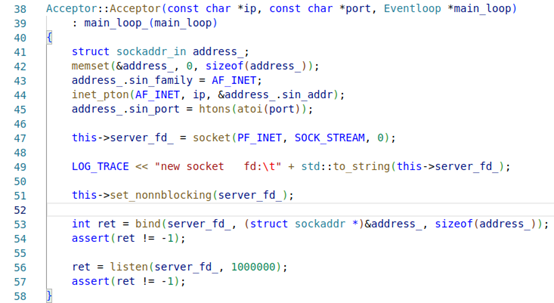 38 Acceptor::Acceptor(const char *ip, const char *port, Eventloop *main_loop)
39     : main_loop_(main_loop)
40 {
41     struct sockaddr_in address_;
42     memset(&address_, 0, sizeof(address_));
43     address_.sin_family = AF_INET;
44     inet_pton(AF_INET, ip, &address_.sin_addr);
45     address_.sin_port = htons(atoi(port));
46
47     this->server_fd_ = socket(PF_INET, SOCK_STREAM, 0);
48
49     LOG_TRACE << "new socket   fd:\t" + std::to_string(this->server_fd_);
50
51     this->set_nonnblocking(server_fd_);
52
53     int ret = bind(server_fd_, (struct sockaddr *)&address_, sizeof(address_));
54     assert(ret != -1);
55
56     ret = listen(server_fd_, 1000000);
57     assert(ret != -1);
58 }